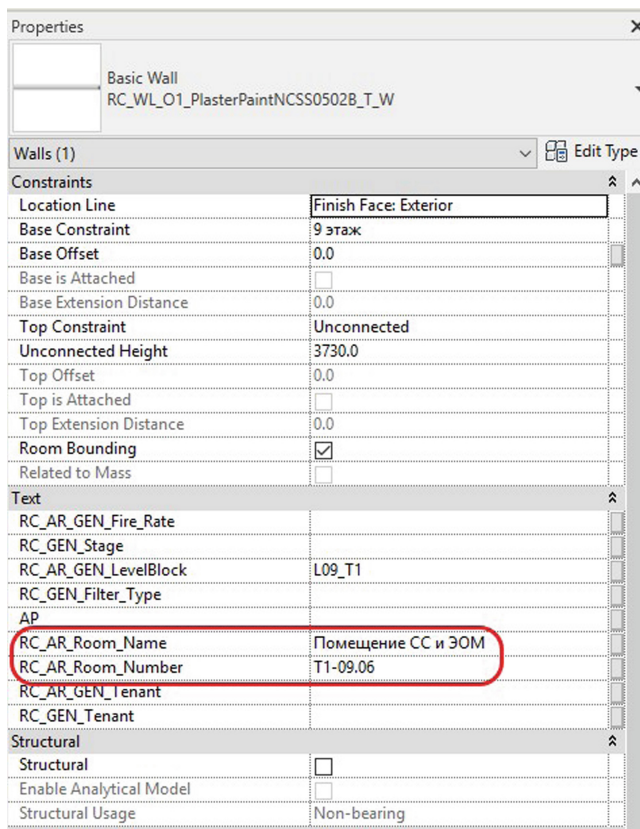 Properties
Basic Wall
RC_WL_O1_PlasterPaintNCSS0502B_T_W
Walls (1) Edit Type
Constraints
Location Line Finish Face: Exterior
Base Constraint 9 этаж
Base Offset 0.0
Base is Attached
Base Extension Distance 0.0
Top Constraint Unconnected
Unconnected Height 3730.0
Top Offset 0.0
Top is Attached
Top Extension Distance 0.0
Room Bounding
Related to Mass
Text
RC_AR_GEN_Fire_Rate
RC_GEN_Stage
RC_AR_GEN_LevelBlock L09_T1
RC_GEN_Filter_Type
AP
RC_AR_Room_Name Помещение СС и ЭОМ
RC_AR_Room_Number T1-09.06
RC_AR_GEN_Tenant
RC_GEN_Tenant
Structural
Structural
Enable Analytical Model
Structural Usage Non-bearing